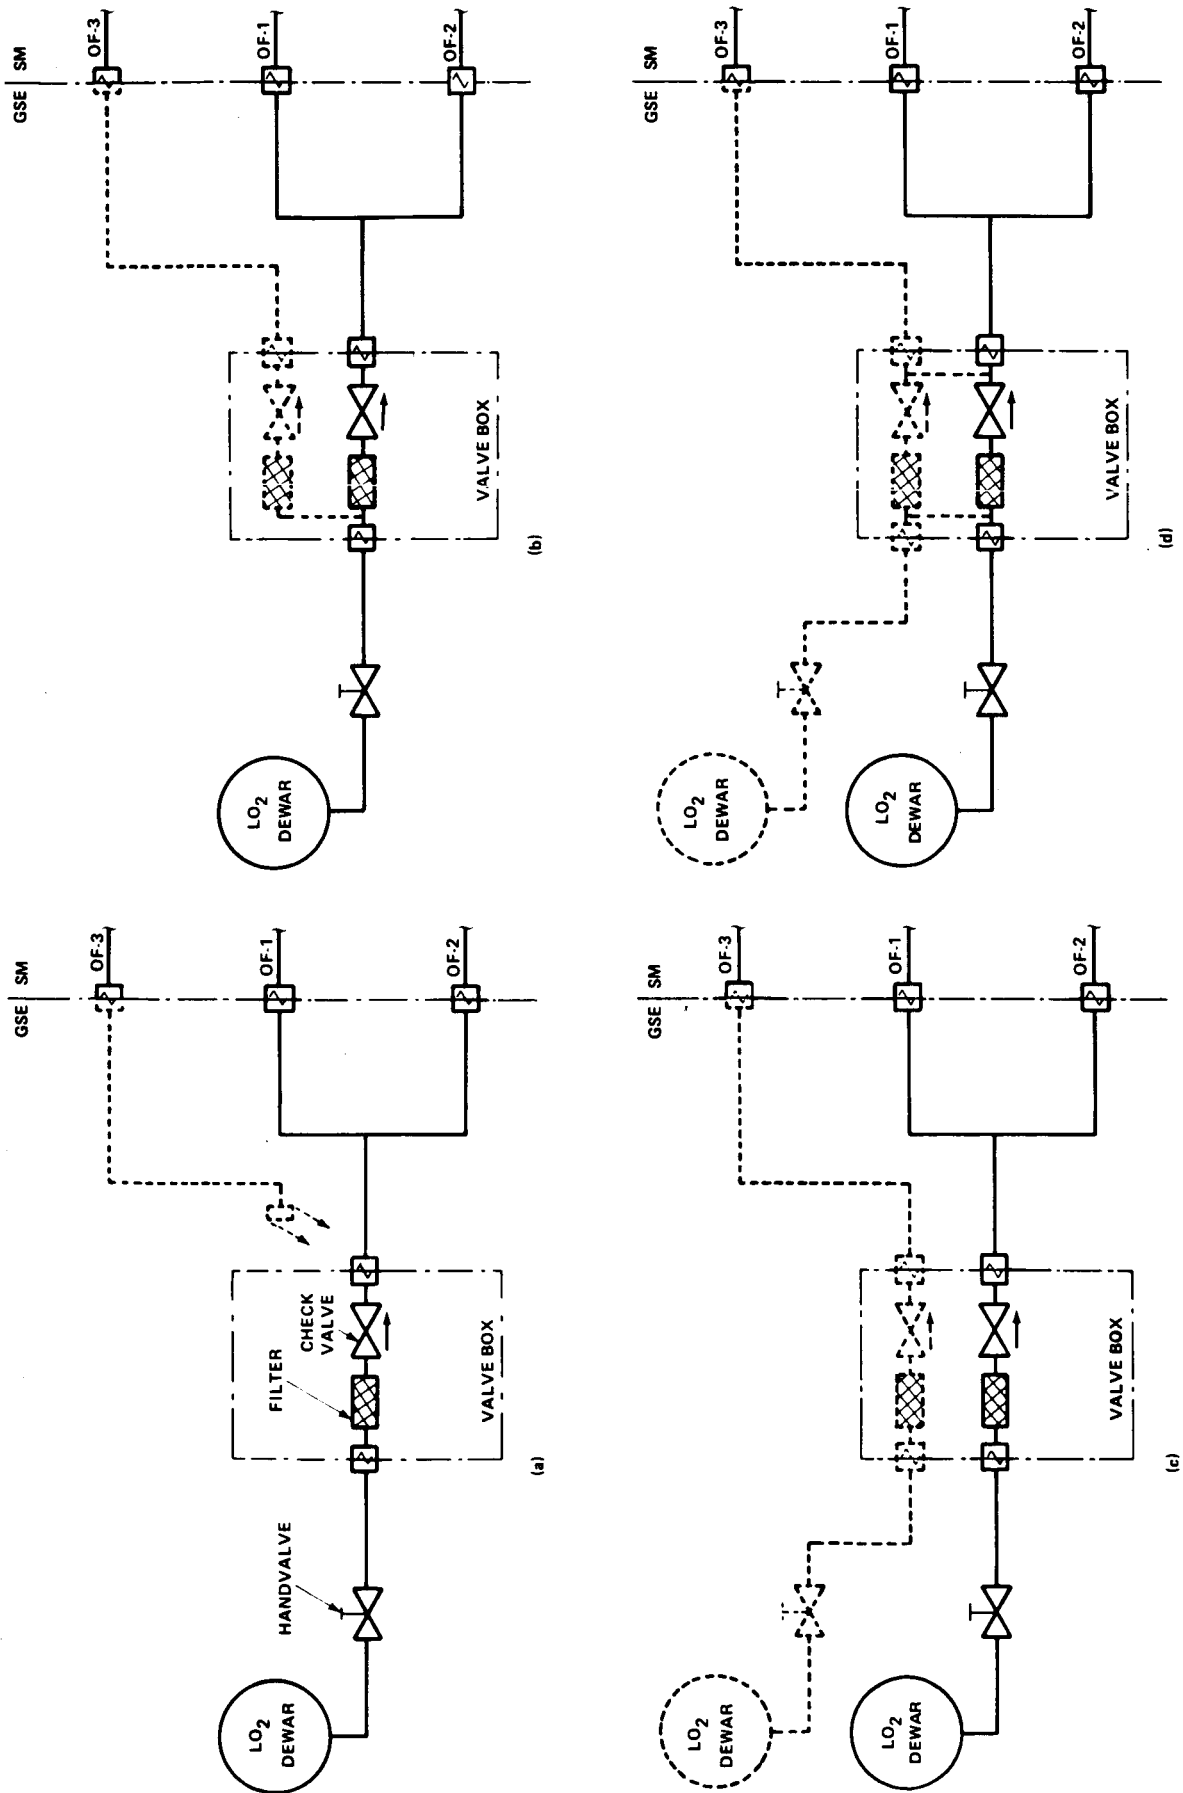 LO2
DEWAR
HANDVALVE
FILTER
CHECK
VALVE
VALVE BOX
GSE
SM
OF-3
OF-1
OF-2
(a)
LO2
DEWAR
VALVE BOX
GSE
SM
OF-3
OF-1
OF-2
(b)
LO2
DEWAR
LO2
DEWAR
VALVE BOX
GSE
SM
OF-3
OF-1
OF-2
(c)
LO2
DEWAR
LO2
DEWAR
VALVE BOX
GSE
SM
OF-3
OF-1
OF-2
(d)